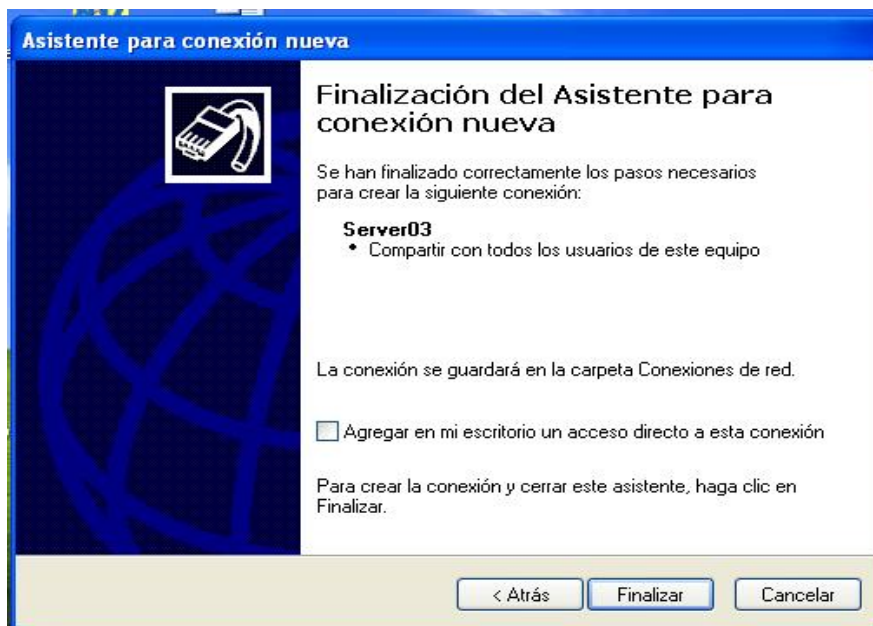 Asistente para conexión nueva
Finalización del Asistente para
conexión nueva
Se han finalizado correctamente los pasos necesarios
para crear la siguiente conexión:
Server03
• Compartir con todos los usuarios de este equipo
La conexión se guardará en la carpeta Conexiones de red.
Agregar en mi escritorio un acceso directo a esta conexión
Para crear la conexión y cerrar este asistente, haga clic en
Finalizar.
< Atrás Finalizar Cancelar